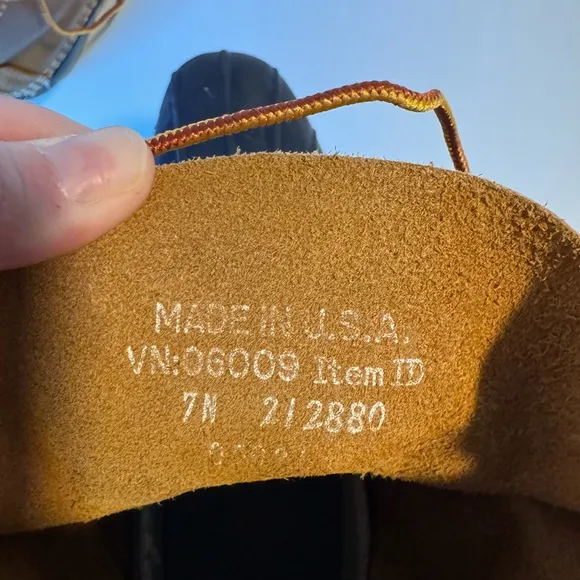 MADE IN U.S.A.
VN:06009 Item ID
7N 212880